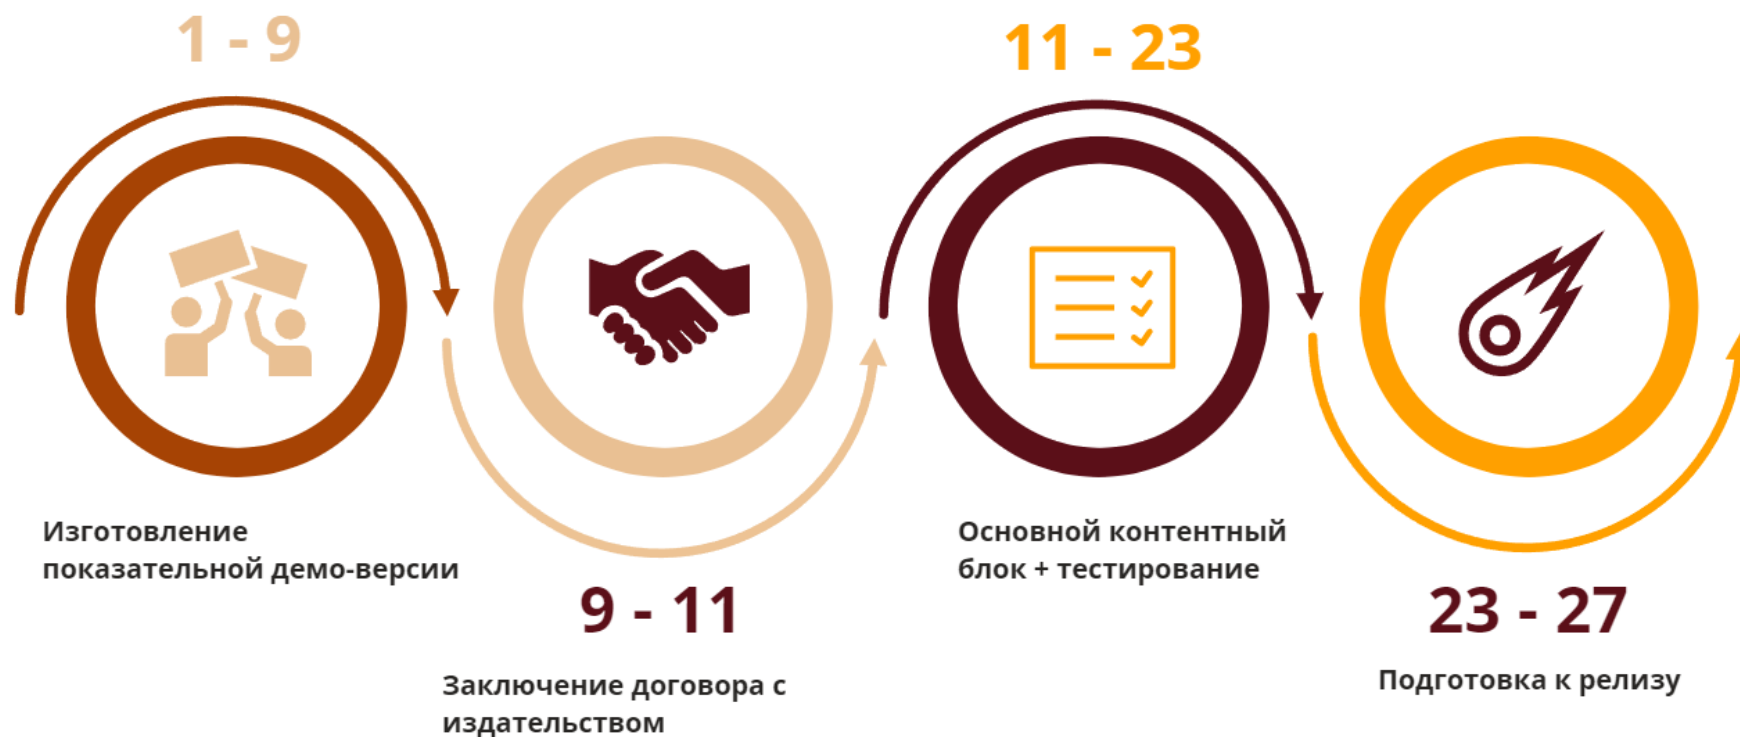 1 - 9
Изготовление
показательной демо-версии
9 - 11
Заключение договора с
издательством
11 - 23
Основной контентный
блок + тестирование
23 - 27
Подготовка к релизу